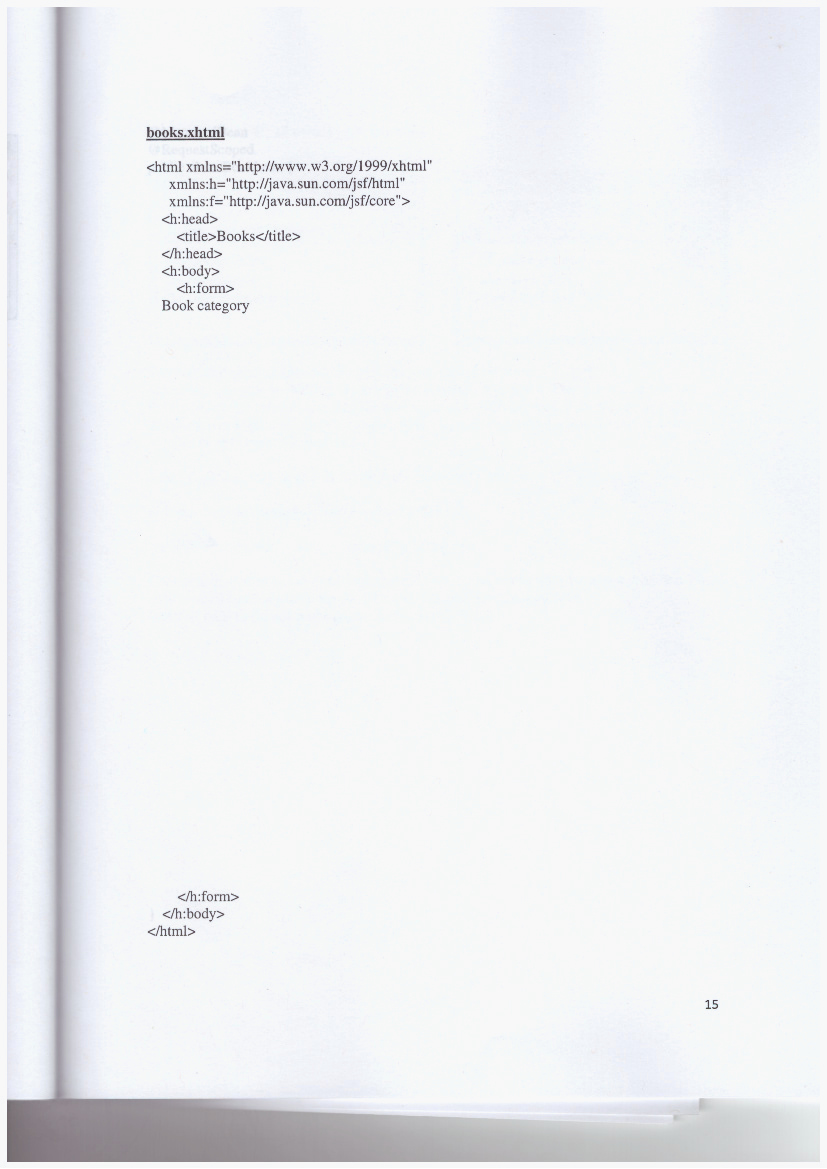 books.xhtml
<html xmlns="http://www.w3.org/1999/xhtml"
xmlns:h="http://java.sun.com/jsf/html"
xmlns:f="http://java.sun.com/jsf/core">
<h:head>
<title>Books</title>
</h:head>
<h:body>
<h:form>
Book category
</h:form>
</h:body>
</html>
15